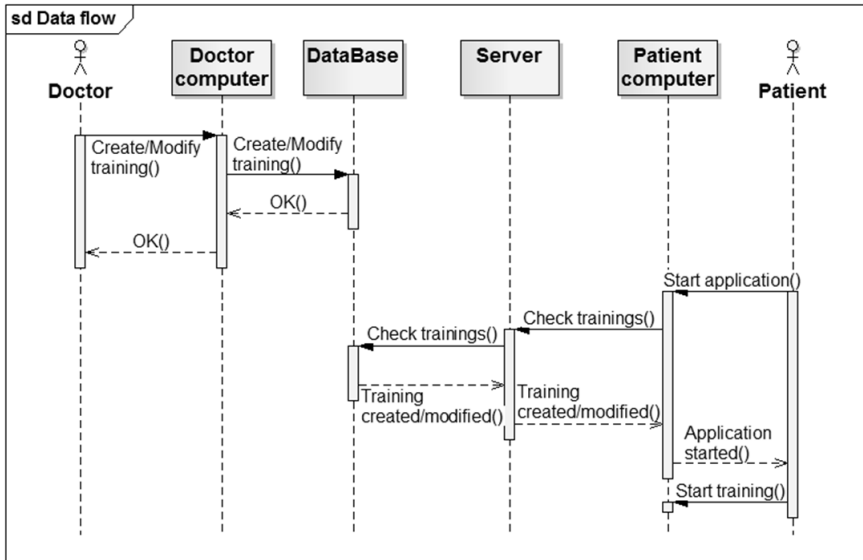 sd Data flow
Doctor
Doctor
computer
DataBase
Server
Patient
computer
Patient
Create/Modify
training()
Create/Modify
training()
OK()
OK()
Start application()
Check trainings()
Check trainings()
Training
created/modified()
Training
created/modified()
Application
started()
Start training()